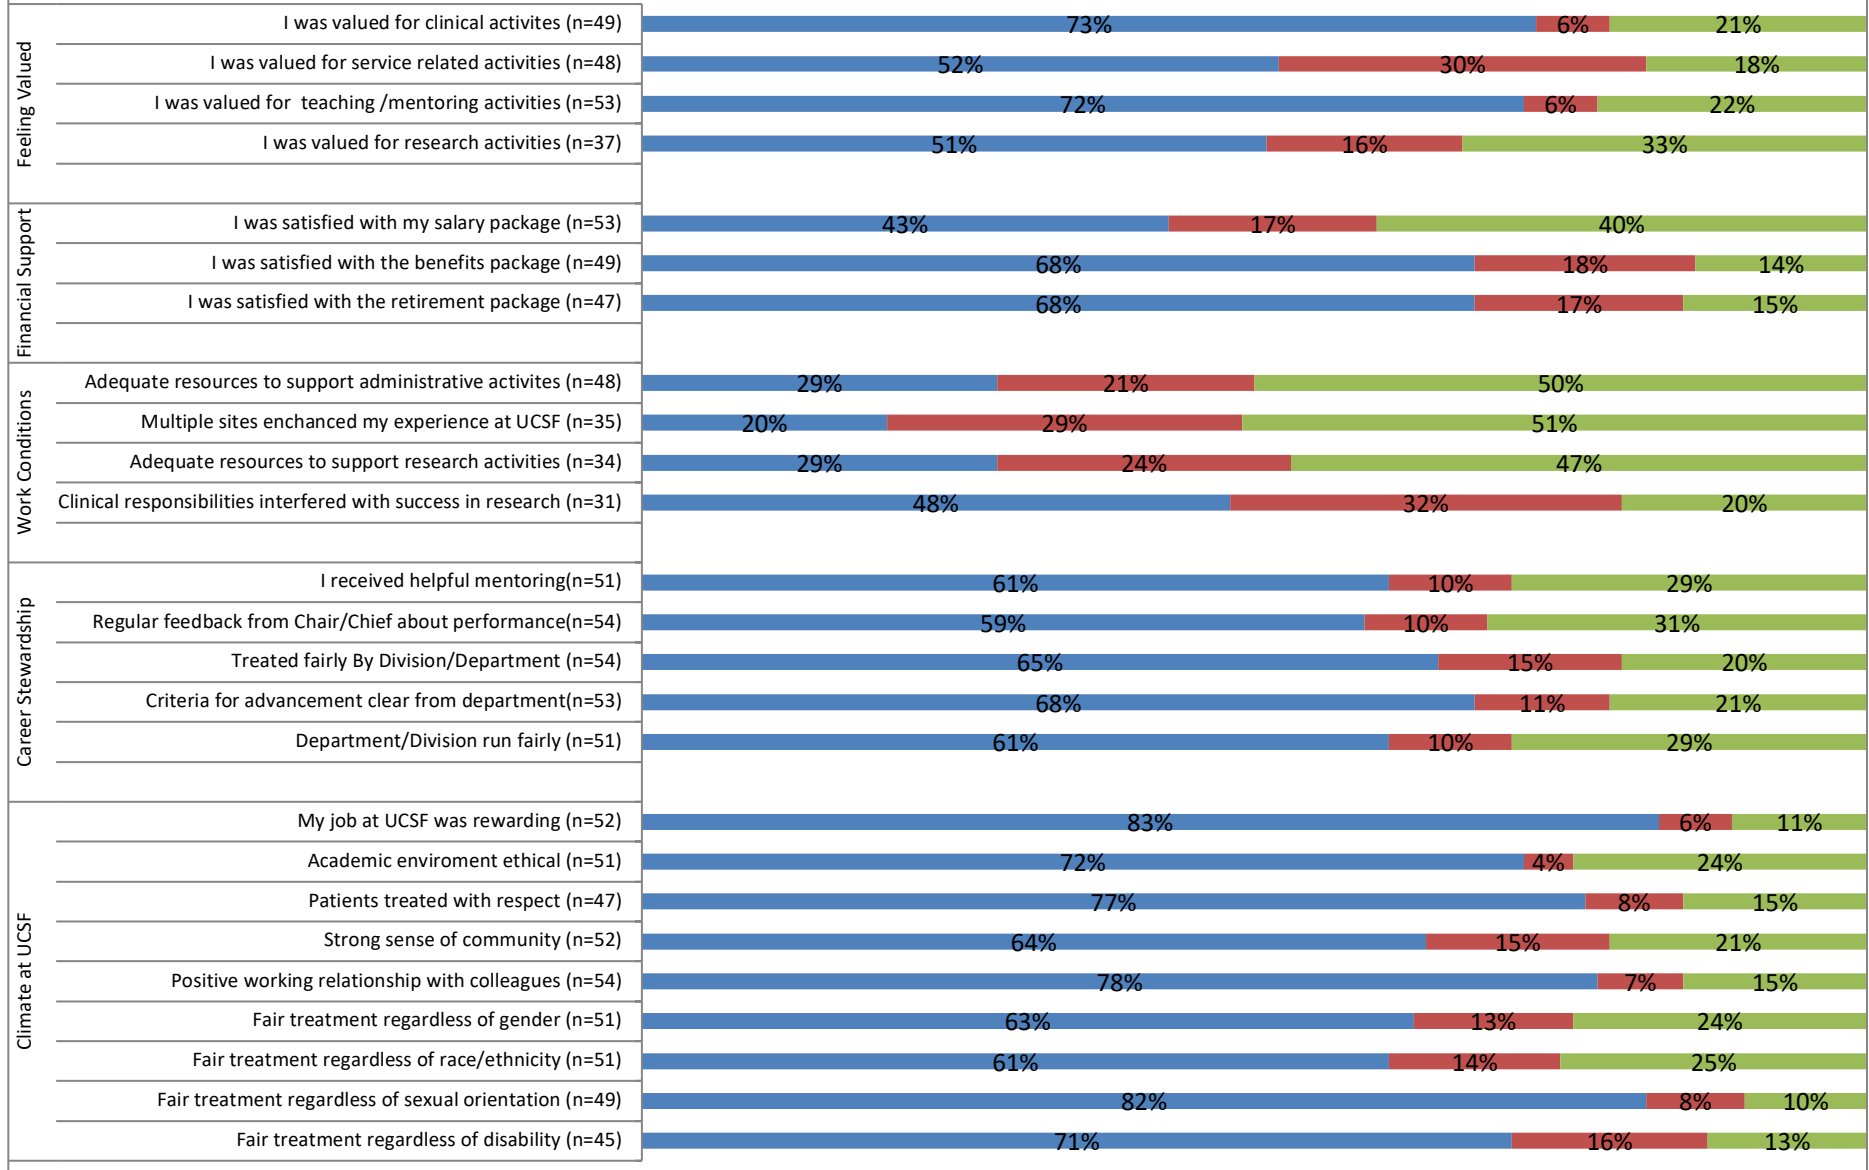 Feeling Valued
I was valued for clinical activites (n=49) 73% 6% 21%
I was valued for service related activities (n=48) 52% 30% 18%
I was valued for teaching /mentoring activities (n=53) 72% 6% 22%
I was valued for research activities (n=37) 51% 16% 33%
Financial Support
I was satisfied with my salary package (n=53) 43% 17% 40%
I was satisfied with the benefits package (n=49) 68% 18% 14%
I was satisfied with the retirement package (n=47) 68% 17% 15%
Work Conditions
Adequate resources to support administrative activites (n=48) 29% 21% 50%
Multiple sites enchanced my experience at UCSF (n=35) 20% 29% 51%
Adequate resources to support research activities (n=34) 29% 24% 47%
Clinical responsibilities interfered with success in research (n=31) 48% 32% 20%
Career Stewardship
I received helpful mentoring(n=51) 61% 10% 29%
Regular feedback from Chair/Chief about performance(n=54) 59% 10% 31%
Treated fairly By Division/Department (n=54) 65% 15% 20%
Criteria for advancement clear from department(n=53) 68% 11% 21%
Department/Division run fairly (n=51) 61% 10% 29%
Climate at UCSF
My job at UCSF was rewarding (n=52) 83% 6% 11%
Academic enviroment ethical (n=51) 72% 4% 24%
Patients treated with respect (n=47) 77% 8% 15%
Strong sense of community (n=52) 64% 15% 21%
Positive working relationship with colleagues (n=54) 78% 7% 15%
Fair treatment regardless of gender (n=51) 63% 13% 24%
Fair treatment regardless of race/ethnicity (n=51) 61% 14% 25%
Fair treatment regardless of sexual orientation (n=49) 82% 8% 10%
Fair treatment regardless of disability (n=45) 71% 16% 13%